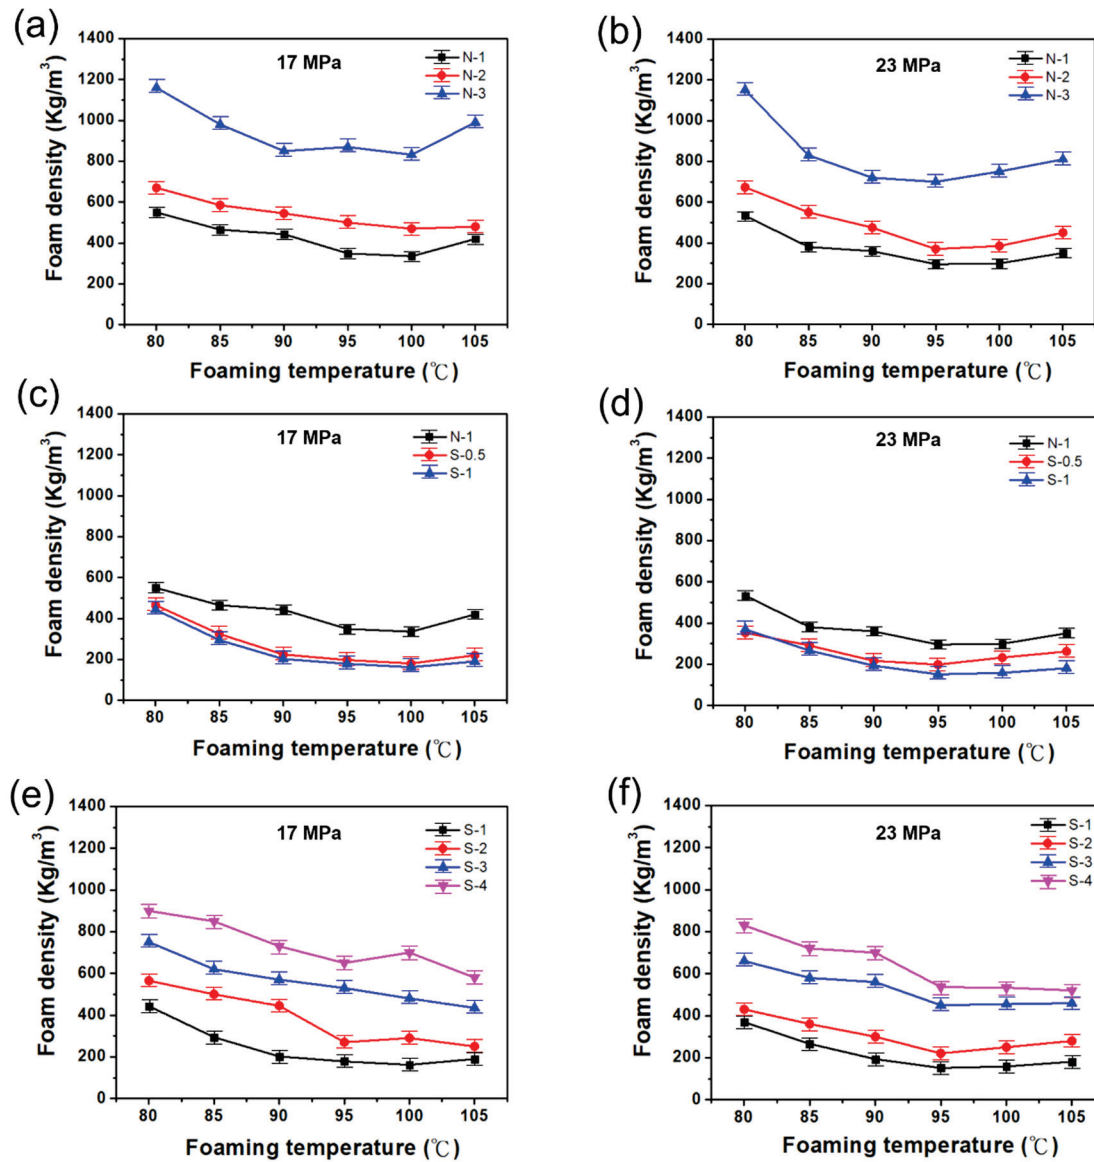 (a)
1400
1200
1000
800
600
400
200
0
17 MPa
N-1
N-2
N-3
Foam density (Kg/m³)
80 85 90 95 100 105
Foaming temperature (℃)
(b)
1400
1200
1000
800
600
400
200
0
23 MPa
N-1
N-2
N-3
Foam density (Kg/m³)
80 85 90 95 100 105
Foaming temperature (℃)
(c)
1400
1200
1000
800
600
400
200
0
17 MPa
N-1
S-0.5
S-1
Foam density (Kg/m³)
80 85 90 95 100 105
Foaming temperature (℃)
(d)
1400
1200
1000
800
600
400
200
0
23 MPa
N-1
S-0.5
S-1
Foam density (Kg/m³)
80 85 90 95 100 105
Foaming temperature (℃)
(e)
1400
1200
1000
800
600
400
200
0
17 MPa
S-1
S-2
S-3
S-4
Foam density (Kg/m³)
80 85 90 95 100 105
Foaming temperature (℃)
(f)
1400
1200
1000
800
600
400
200
0
23 MPa
S-1
S-2
S-3
S-4
Foam density (Kg/m³)
80 85 90 95 100 105
Foaming temperature (℃)